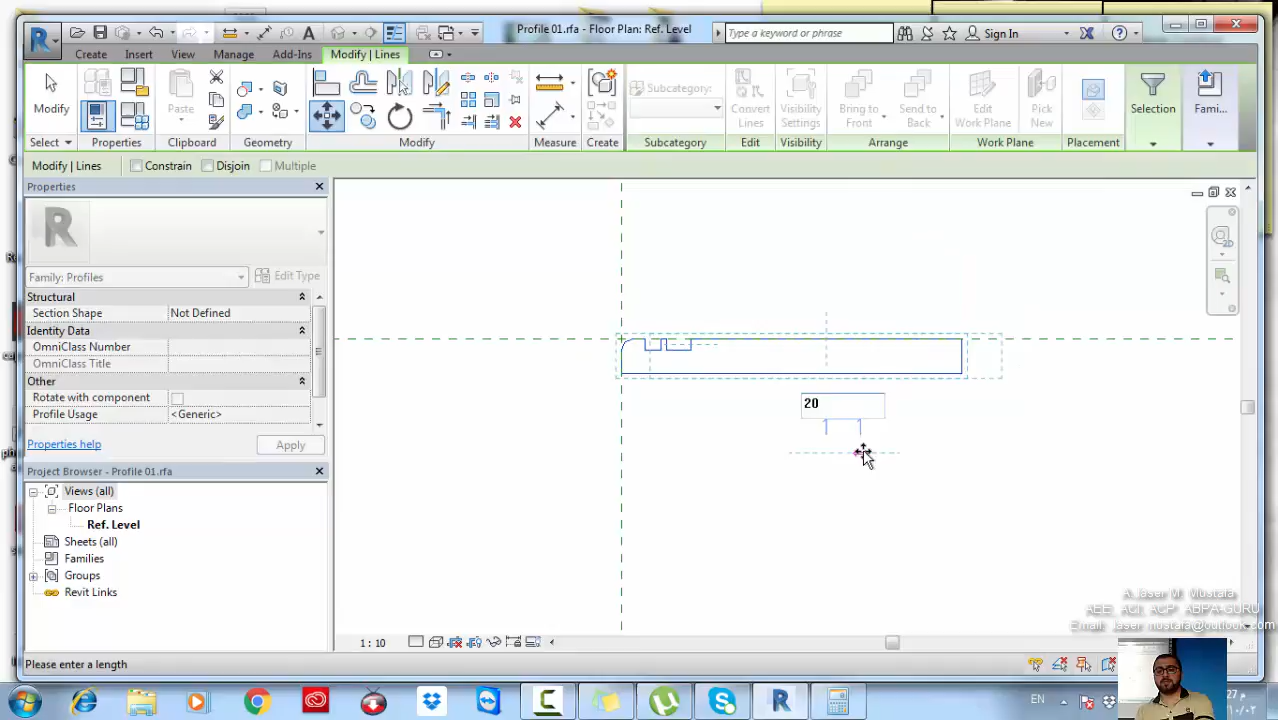 Profile 01.rfa - Floor Plan: Ref. Level
Type a keyword or phrase
Sign In
Create Insert View Manage Add-Ins Modify | Lines
Modify
Paste
Subcategory:
Convert Lines
Visibility Settings
Bring to Front
Send to Back
Edit Work Plane
Pick New
Selection
Fami...
Select Properties Clipboard Geometry Modify Measure Create Subcategory Edit Visibility Arrange Work Plane Placement
Modify | Lines Constrain Disjoin Multiple
Properties
Family: Profiles Edit Type
Structural
Section Shape Not Defined
Identity Data
OmniClass Number
OmniClass Title
Other
Rotate with component
Profile Usage <Generic>
Properties help Apply
20
Project Browser - Profile 01.rfa
Views (all)
Floor Plans
Ref. Level
Sheets (all)
Families
Groups
Revit Links
1 : 10
Please enter a length
EN